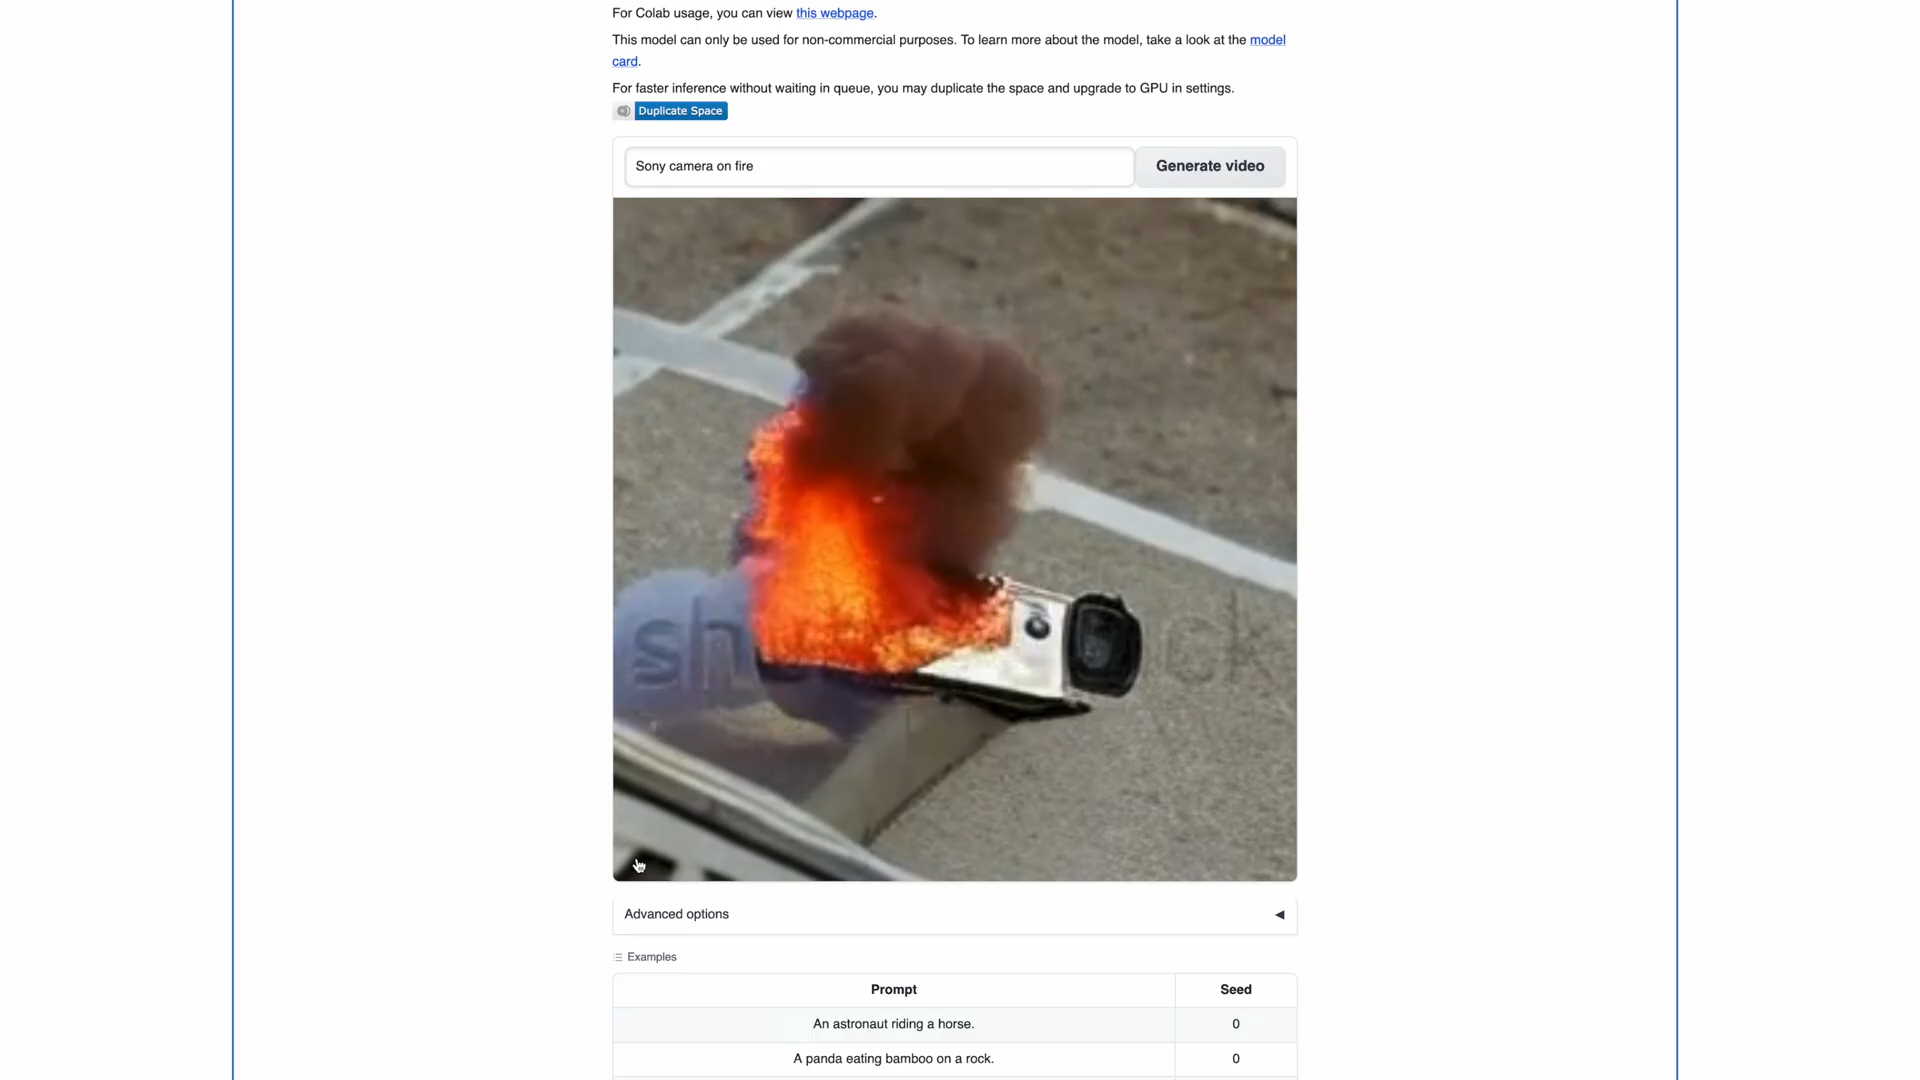 For Colab usage, you can view this webpage.
This model can only be used for non-commercial purposes. To learn more about the model, take a look at the model
card.
For faster inference without waiting in queue, you may duplicate the space and upgrade to GPU in settings.
Duplicate Space
Sony camera on fire
Generate video
Advanced options
Examples
Prompt Seed
An astronaut riding a horse. 0
A panda eating bamboo on a rock. 0